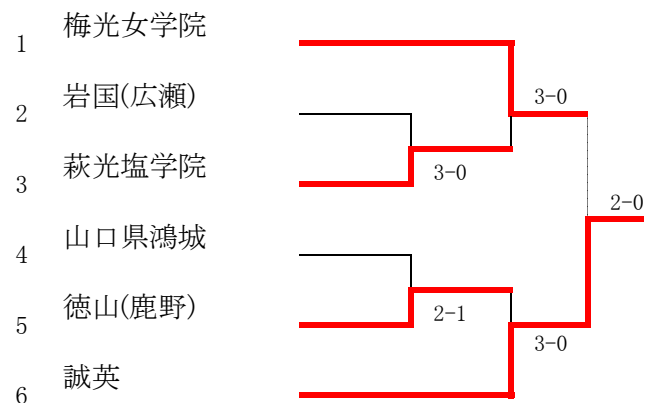 1 梅光女学院
2 岩国(広瀬)
3-0
3 萩光塩学院
3-0
2-0
4 山口県鴻城
5 徳山(鹿野)
2-1
3-0
6 誠英